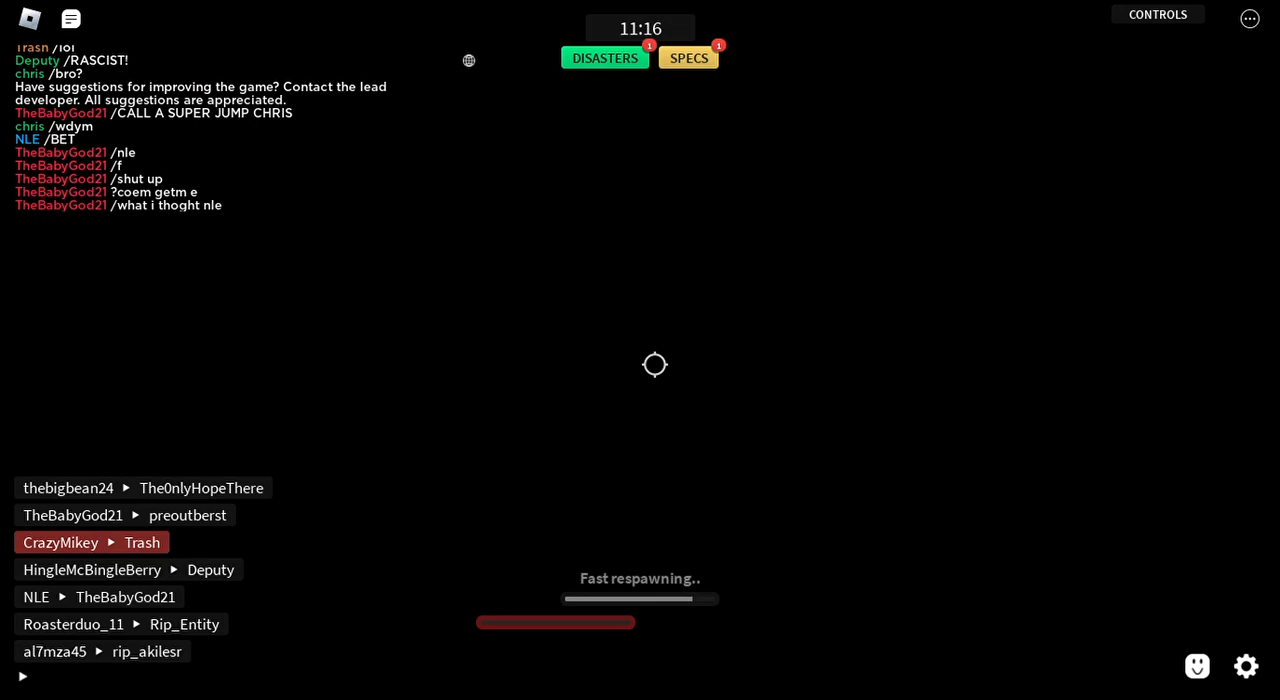 11:16
CONTROLS
DISASTERS 1
SPECS 1
Trash /lol
Deputy /RASCIST!
chris /bro?
Have suggestions for improving the game? Contact the lead
developer. All suggestions are appreciated.
TheBabyGod21 /CALL A SUPER JUMP CHRIS
chris /wdym
NLE /BET
TheBabyGod21 /nle
TheBabyGod21 /f
TheBabyGod21 /shut up
TheBabyGod21 ?coem getm e
TheBabyGod21 /what i thoght nle
thebigbean24 ▶ The0nlyHopeThere
TheBabyGod21 ▶ preoutberst
CrazyMikey ▶ Trash
HingleMcBingleBerry ▶ Deputy
NLE ▶ TheBabyGod21
Roasterduo_11 ▶ Rip_Entity
al7mza45 ▶ rip_akilesr
Fast respawning..